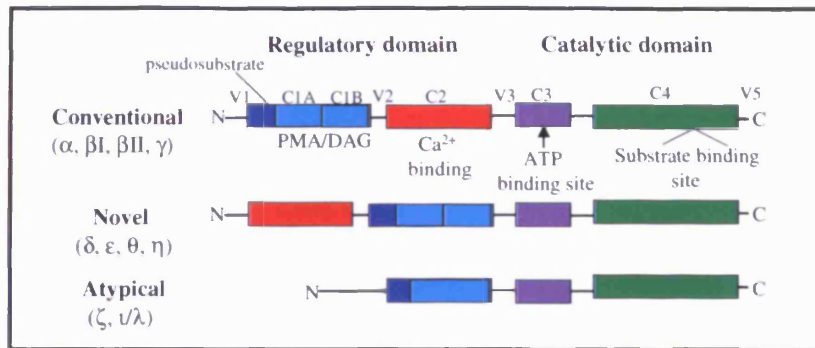 Regulatory domain Catalytic domain
pseudosubstrate
V1 C1A C1B V2 C2 V3 C3 C4 V5
Conventional N C
(α, βI, βII, γ) PMA/DAG Ca²⁺ ATP Substrate binding
binding binding site site
Novel N C
(δ, ε, θ, η)
Atypical N C
(ζ, ι/λ)